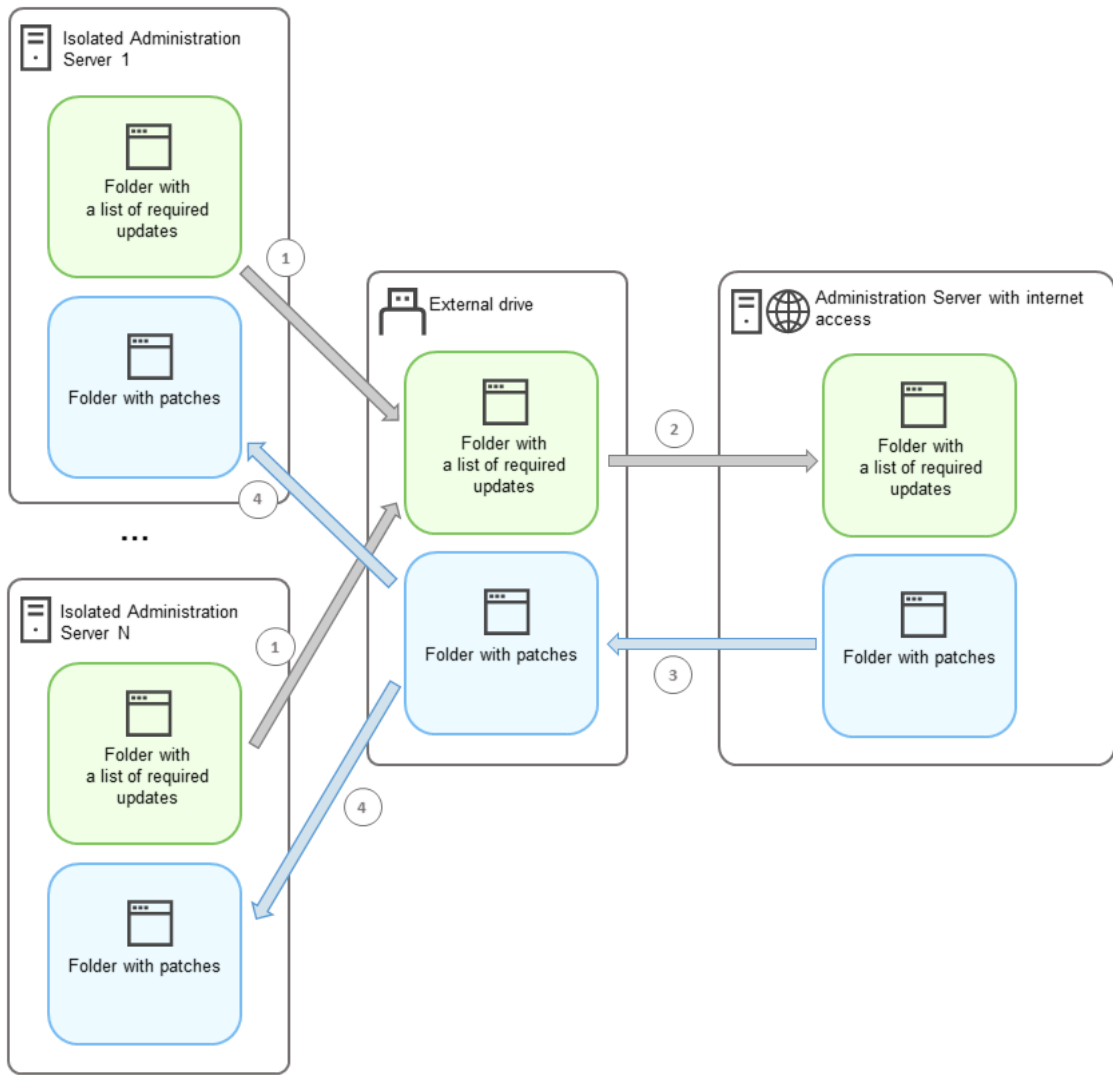 Isolated Administration
Server 1
Folder with
a list of required
updates
Folder with patches
1
4
...
Isolated Administration
Server N
Folder with
a list of required
updates
Folder with patches
1
4
External drive
Folder with
a list of required
updates
Folder with patches
2
3
Administration Server with internet
access
Folder with
a list of required
updates
Folder with patches